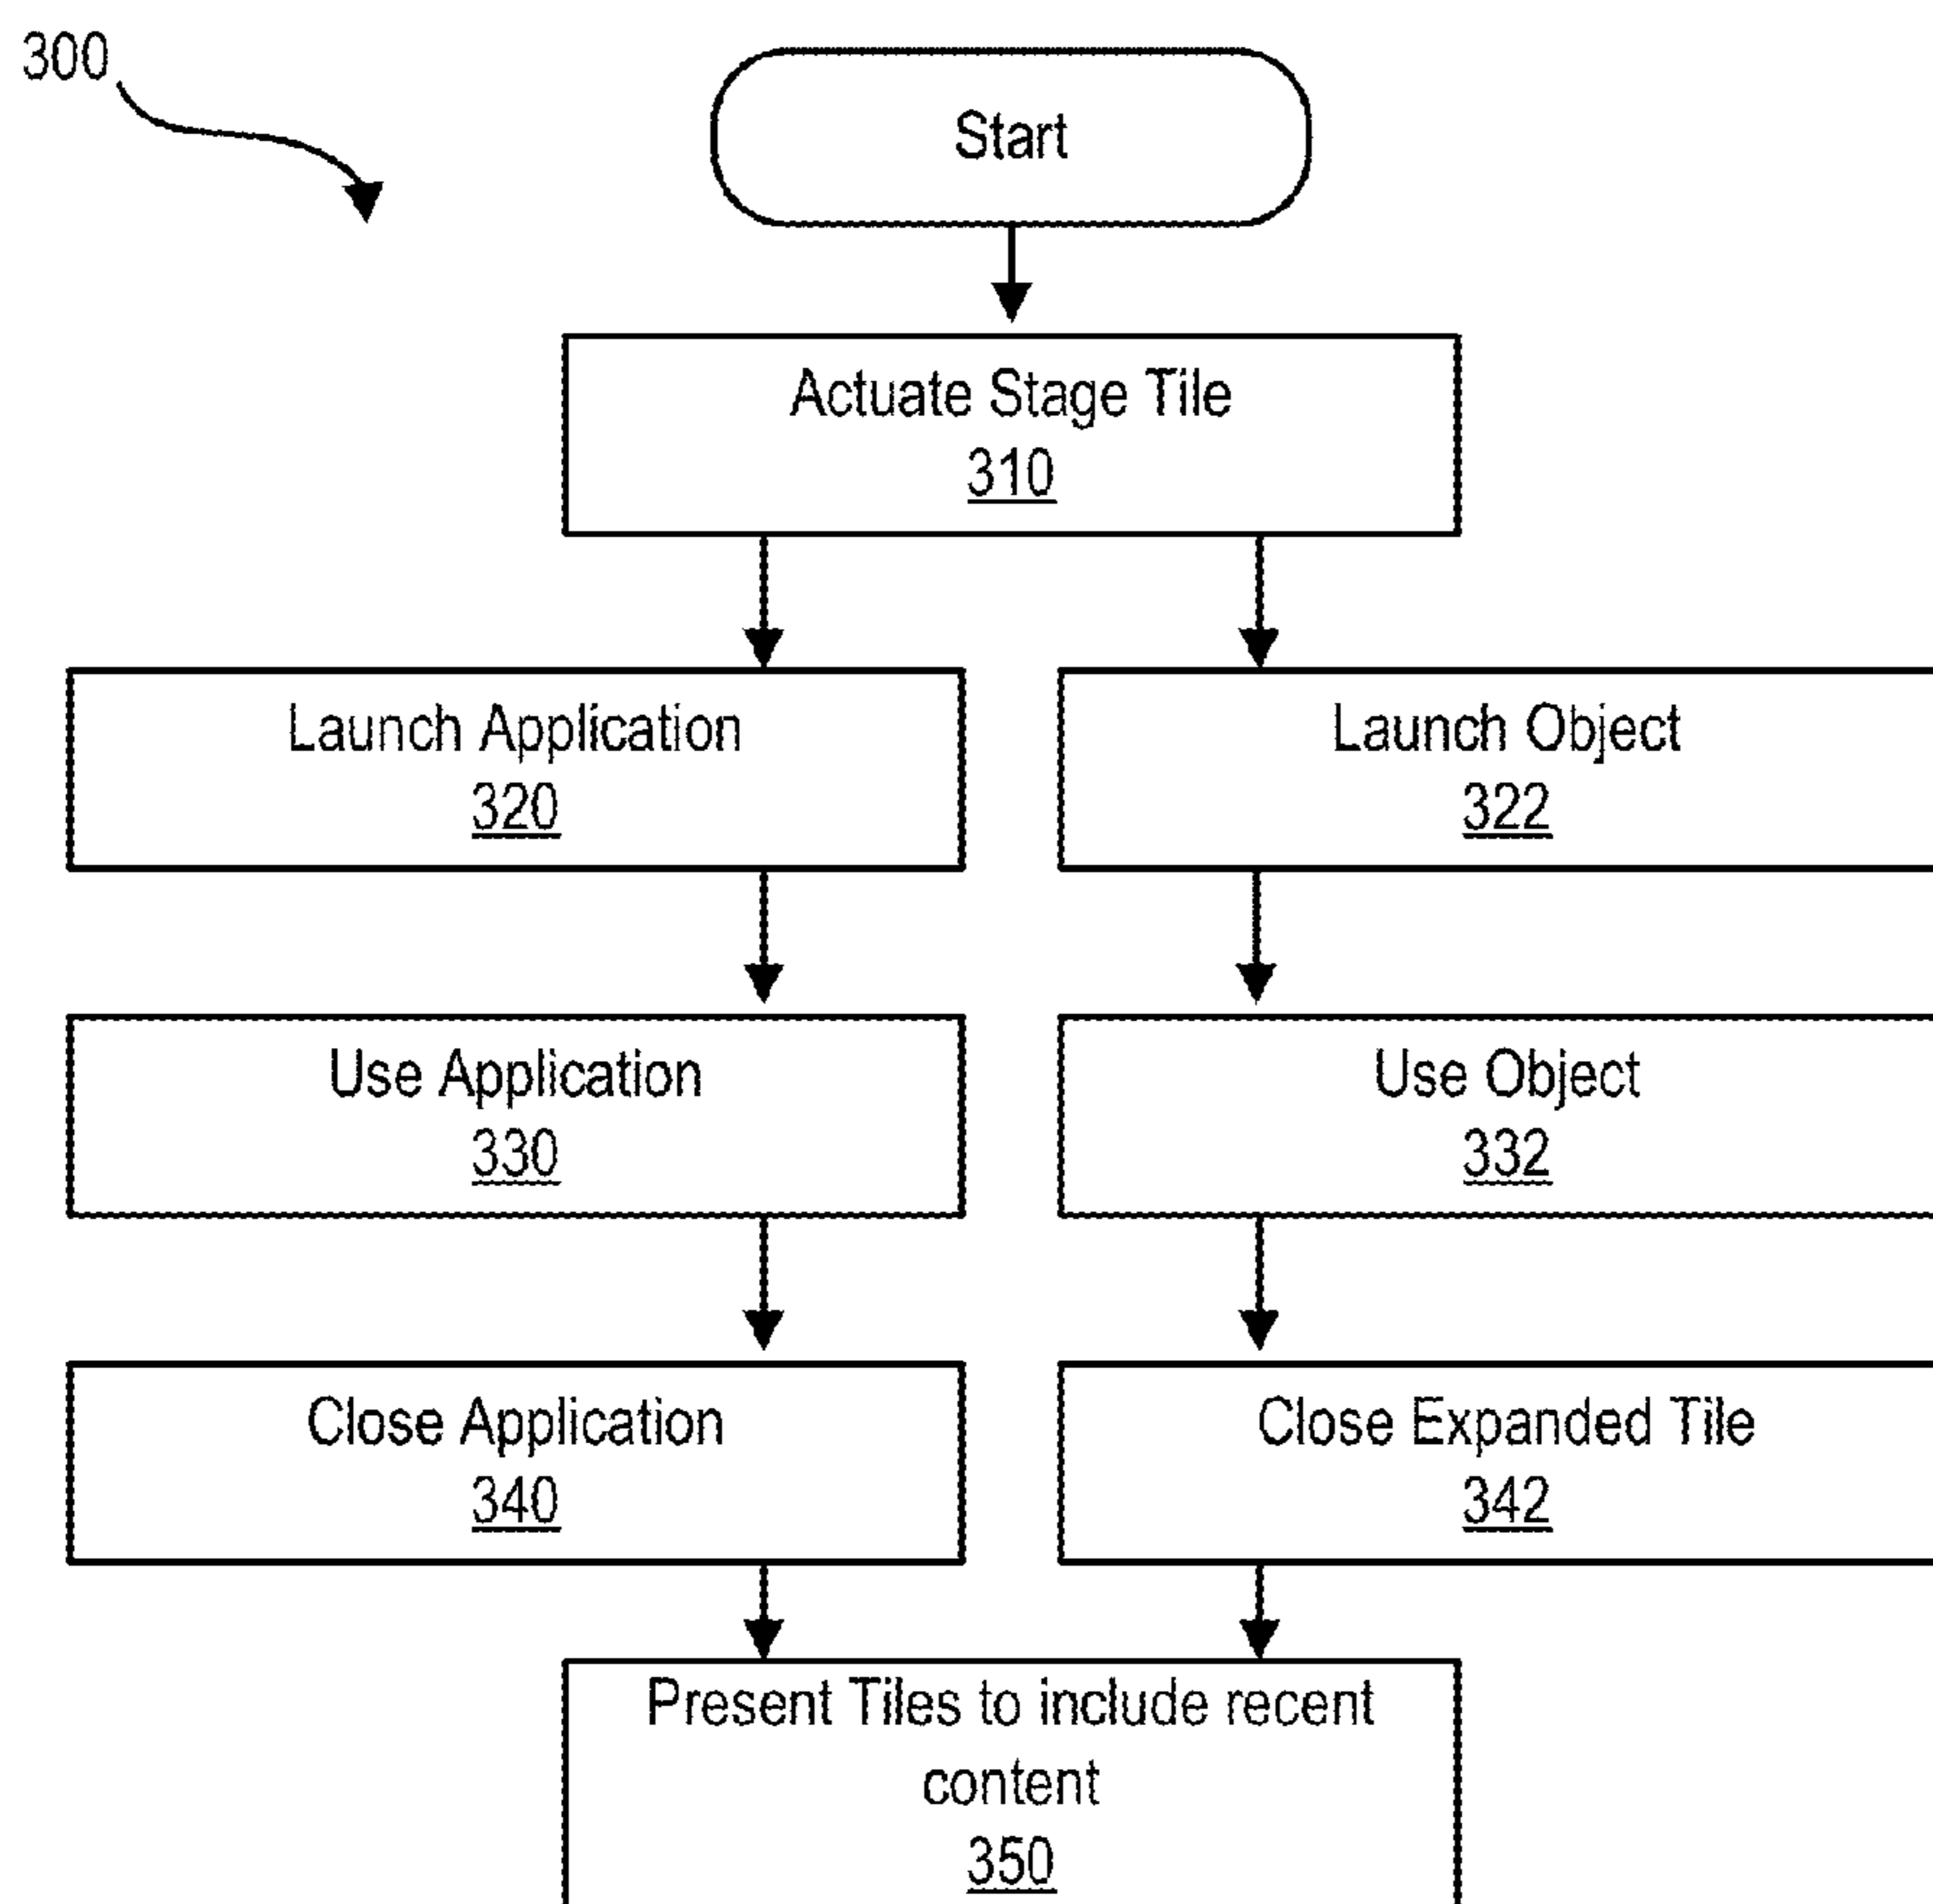 300
Start
Actuate Stage Tile
310
Launch Application
320
Launch Object
322
Use Application
330
Use Object
332
Close Application
340
Close Expanded Tile
342
Present Tiles to include recent
content
350